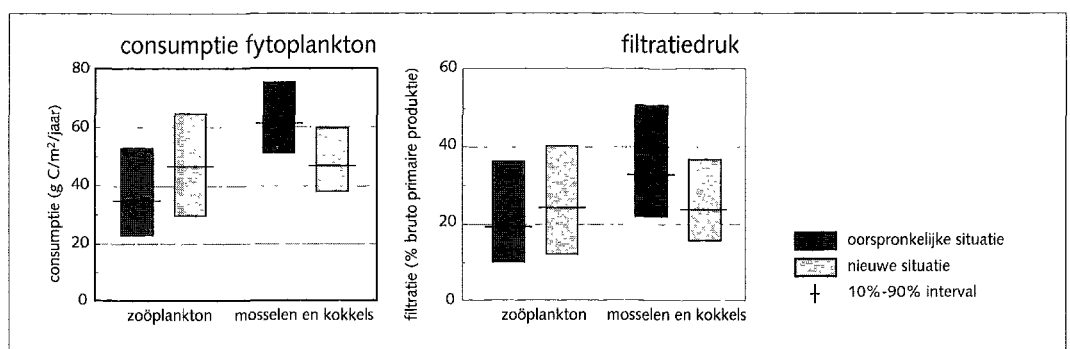 consumptie fytoplankton
consumptie (g C/m²/jaar)
80
60
40
20
0
zoöplankton
mosselen en kokkels
filtratiedruk
filtratie (% bruto primaire produktie)
60
40
20
0
zoöplankton
mosselen en kokkels
oorspronkelijke situatie
nieuwe situatie
10%-90% interval